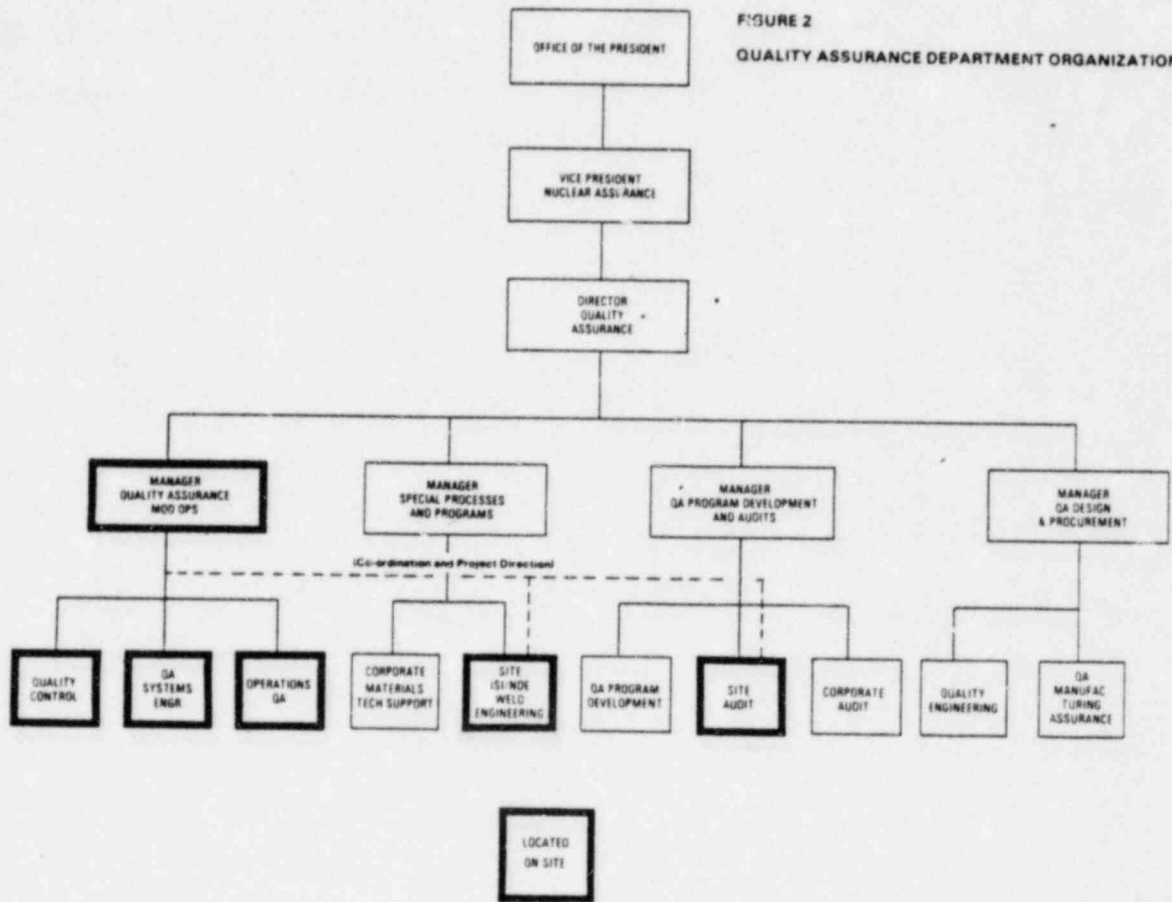 FIGURE 2
QUALITY ASSURANCE DEPARTMENT ORGANIZATION
OFFICE OF THE PRESIDENT
VICE PRESIDENT
NUCLEAR ASSURANCE
DIRECTOR
QUALITY
ASSURANCE
MANAGER
QUALITY ASSURANCE
MOD OPS
MANAGER
SPECIAL PROCESSES
AND PROGRAMS
MANAGER
QA PROGRAM DEVELOPMENT
AND AUDITS
MANAGER
QA DESIGN
& PROCUREMENT
(Co-ordination and Project Direction)
QUALITY
CONTROL
QA
SYSTEMS
ENGR
OPERATIONS
QA
CORPORATE
MATERIALS
TECH SUPPORT
SITE
ISI/NDE
WELD
ENGINEERING
QA PROGRAM
DEVELOPMENT
SITE
AUDIT
CORPORATE
AUDIT
QUALITY
ENGINEERING
QA
MANUFAC
TURING
ASSURANCE
LOCATED
ON SITE